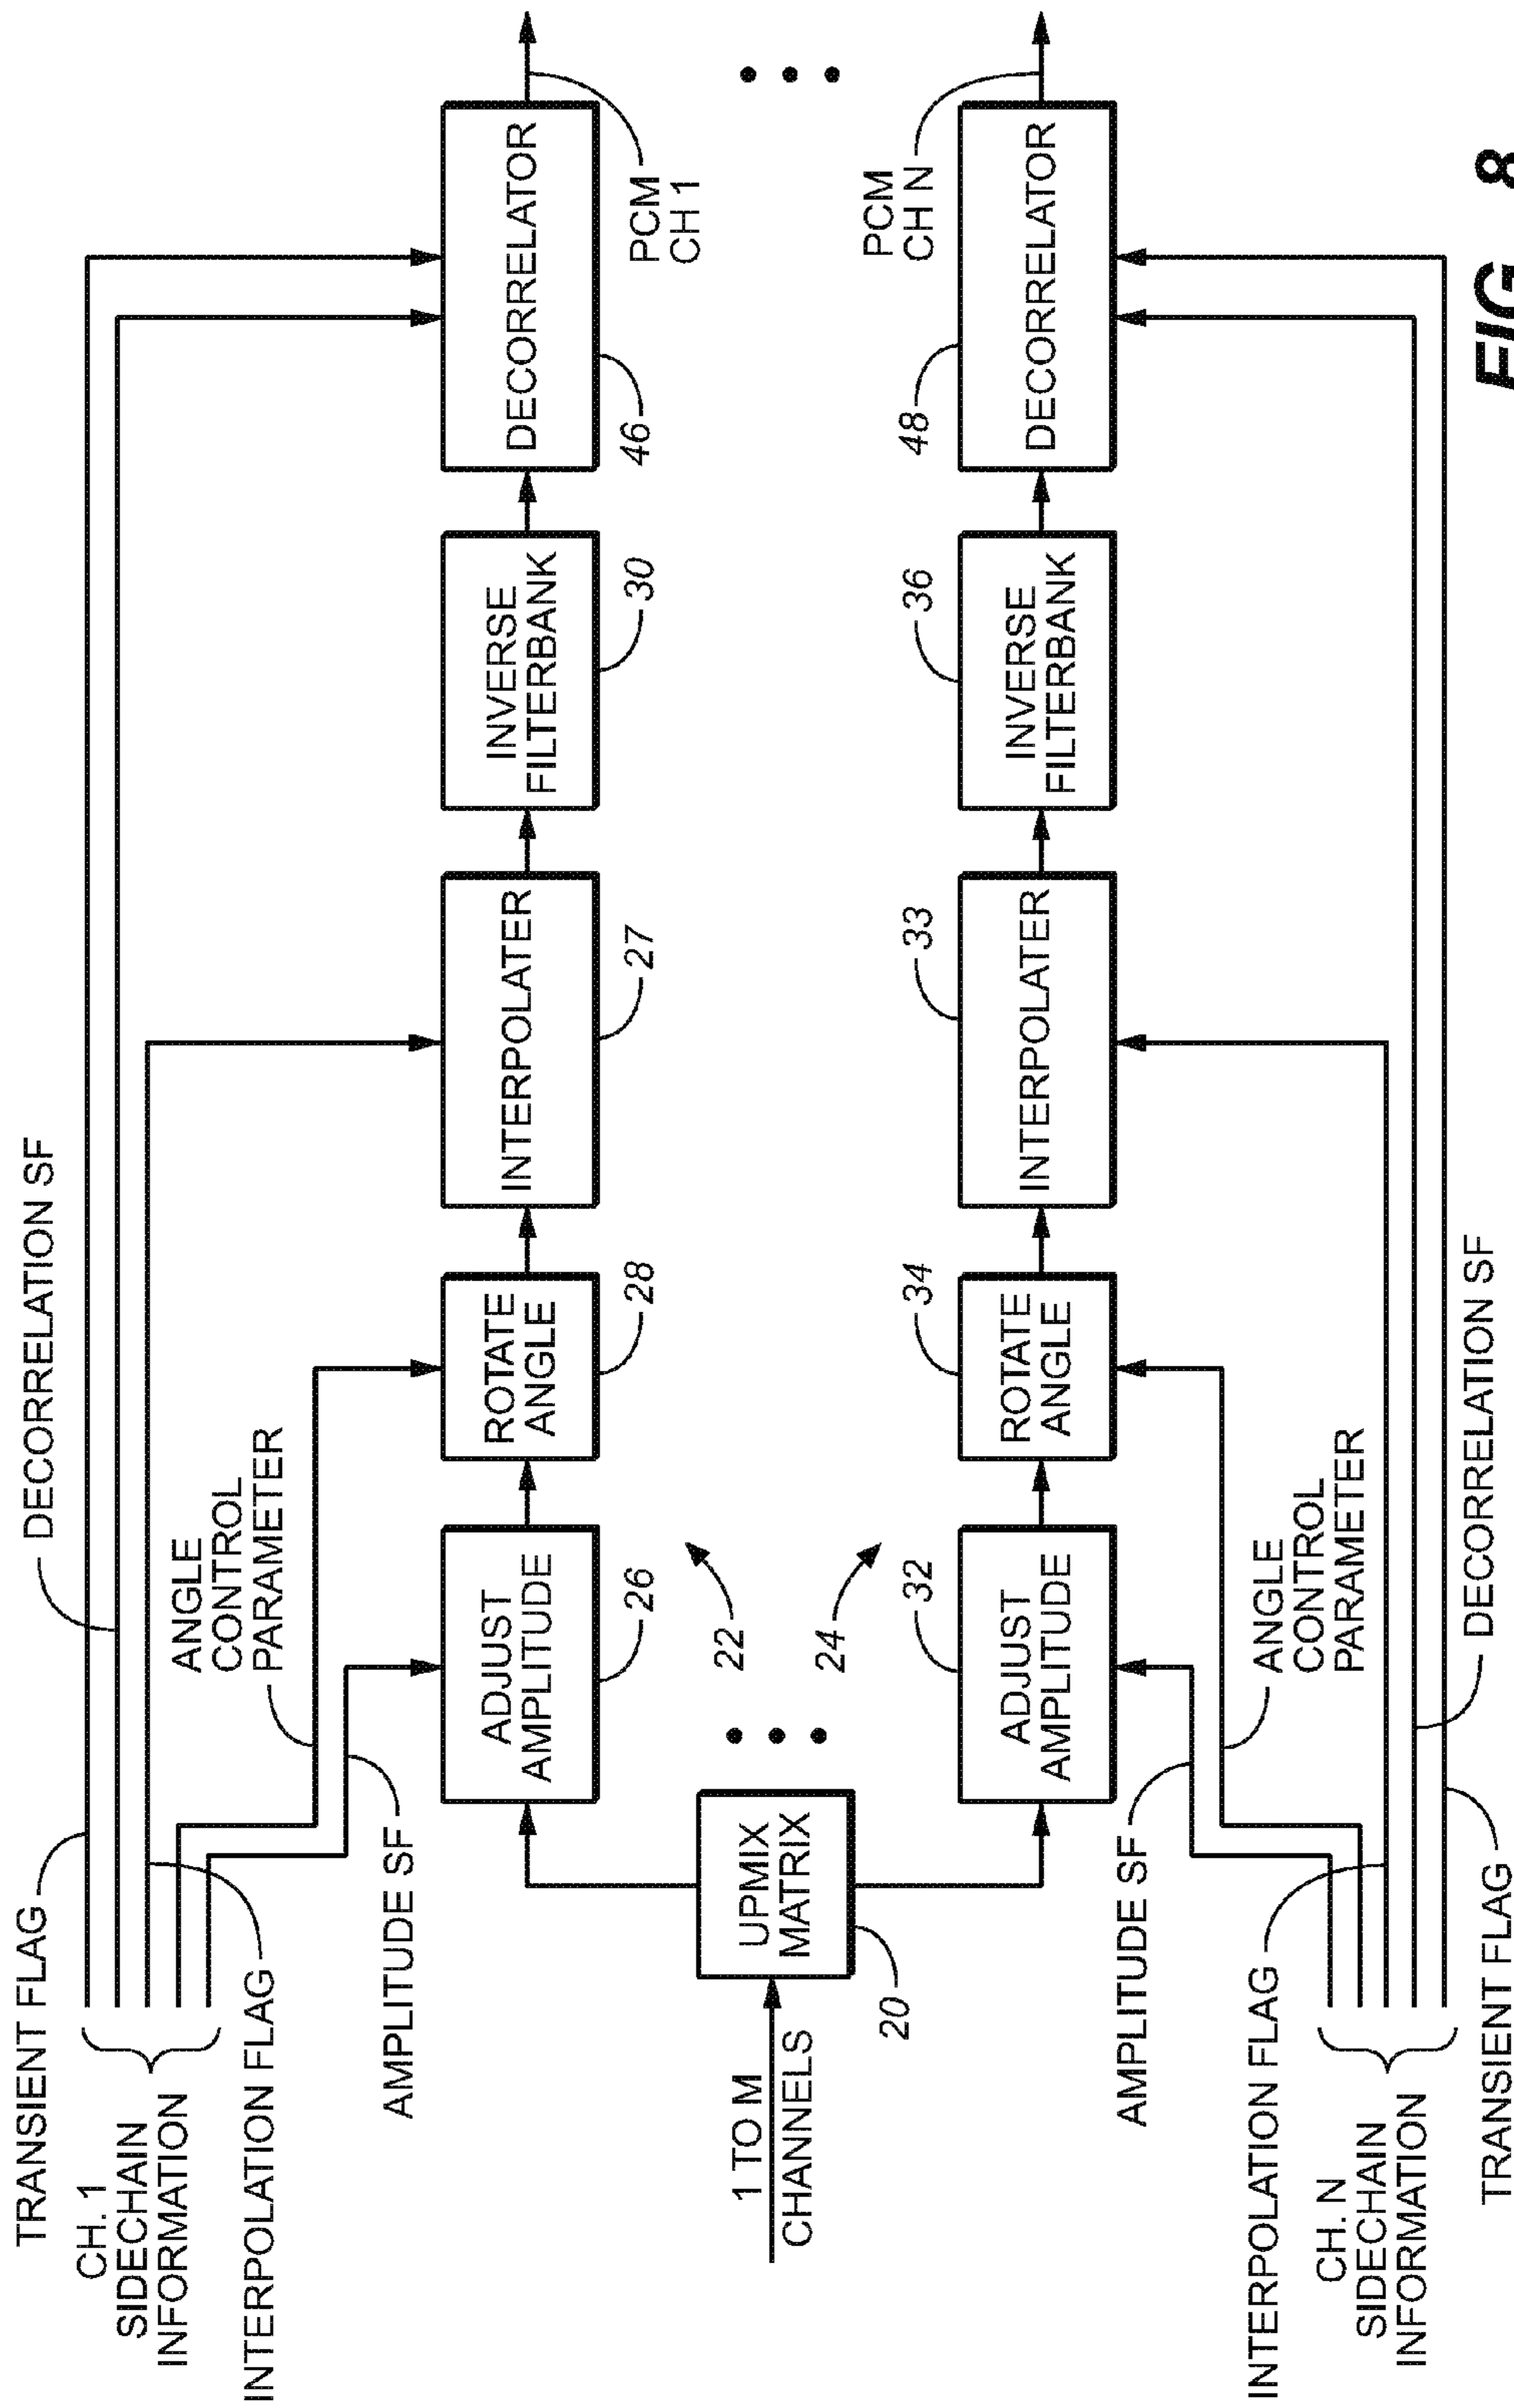 TRANSIENT FLAG
CH. 1
SIDECHAIN
INFORMATION
INTERPOLATION FLAG
DECORRELATION SF
ANGLE
CONTROL
PARAMETER
AMPLITUDE SF
ADJUST
AMPLITUDE
26
ROTATE
ANGLE
28
INTERPOLATER
27
INVERSE
FILTERBANK
30
DECORRELATOR
46
PCM
CH 1
1 TO M
CHANNELS
UPMIX
MATRIX
20
22
24
ADJUST
AMPLITUDE
32
ROTATE
ANGLE
34
INTERPOLATER
33
INVERSE
FILTERBANK
36
DECORRELATOR
48
PCM
CH N
AMPLITUDE SF
ANGLE
CONTROL
PARAMETER
INTERPOLATION FLAG
CH. N
SIDECHAIN
INFORMATION
DECORRELATION SF
TRANSIENT FLAG
FIG_8